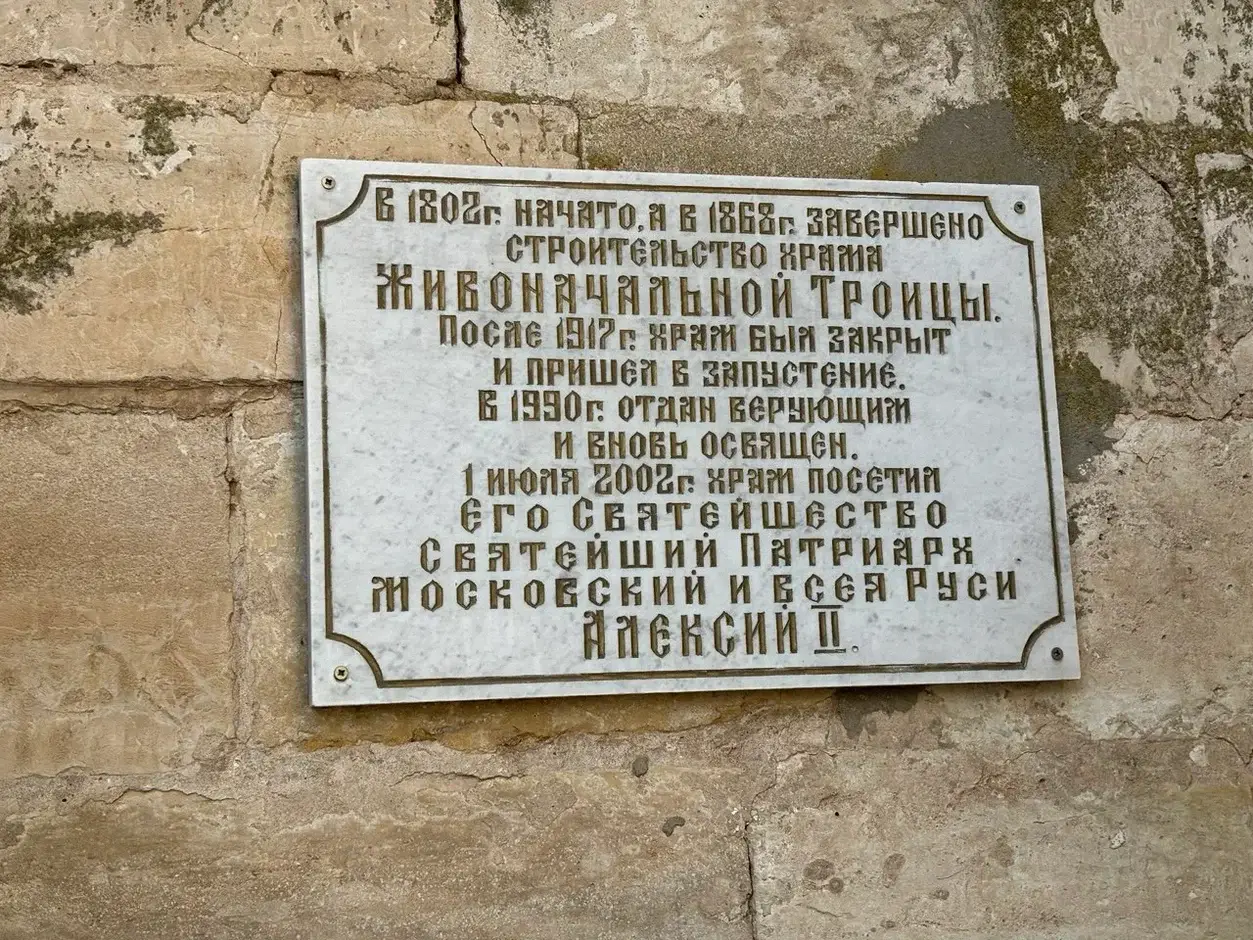 В 1802г. НАЧАТО, А В 1868г. ЗАВЕРШЕНО
СТРОИТЕЛЬСТВО ХРАМА
ЖИВОНАЧАЛЬНОЙ ТРОИЦЫ.
ПОСЛЕ 1917г. ХРАМ БЫЛ ЗАКРЫТ
И ПРИШЕЛ В ЗАПУСТЕНИЕ.
В 1990г. ОТДАН ВЕРУЮЩИМ
И ВНОВЬ ОСВЯЩЕН.
1 ИЮЛЯ 2002г. ХРАМ ПОСЕТИЛ
ЕГО СВЯТЕЙШЕСТВО
СВЯТЕЙШИЙ ПАТРИАРХ
МОСКОВСКИЙ И ВСЕЯ РУСИ
АЛЕКСИЙ II.